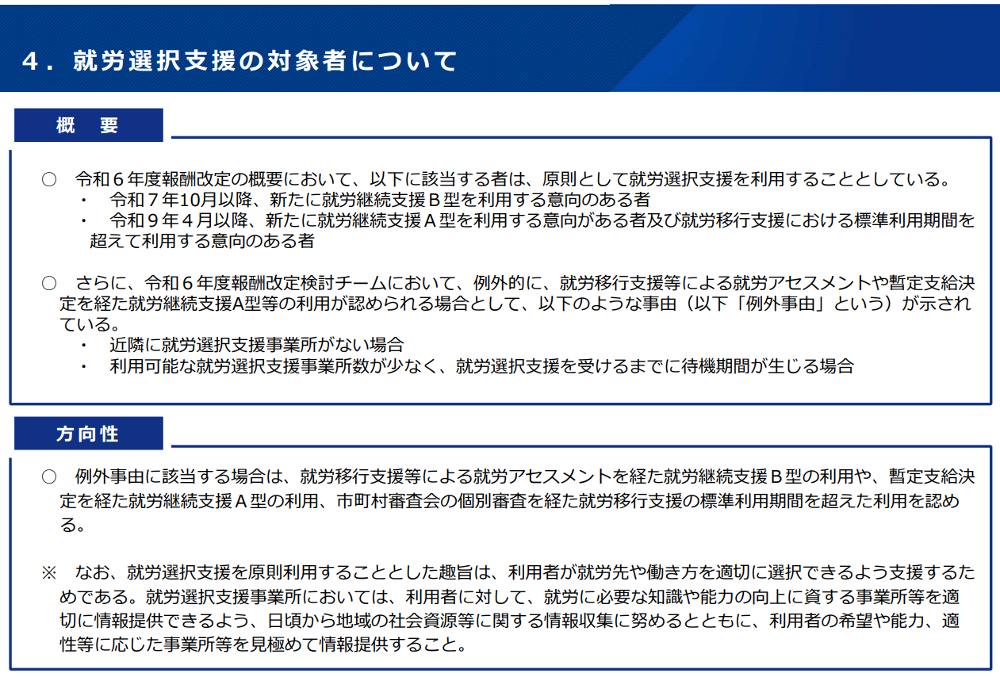 ４．就労選択支援の対象者について
概　要
○　令和６年度報酬改定の概要において、以下に該当する者は、原則として就労選択支援を利用することとしている。
・　令和７年10月以降、新たに就労継続支援Ｂ型を利用する意向のある者
・　令和９年４月以降、新たに就労継続支援Ａ型を利用する意向がある者及び就労移行支援における標準利用期間を
超えて利用する意向のある者
○　さらに、令和６年度報酬改定検討チームにおいて、例外的に、就労移行支援等による就労アセスメントや暫定支給決
定を経た就労継続支援A型等の利用が認められる場合として、以下のような事由（以下「例外事由」という）が示され
ている。
・　近隣に就労選択支援事業所がない場合
・　利用可能な就労選択支援事業所数が少なく、就労選択支援を受けるまでに待機期間が生じる場合
方向性
○　例外事由に該当する場合は、就労移行支援等による就労アセスメントを経た就労継続支援Ｂ型の利用や、暫定支給決
定を経た就労継続支援Ａ型の利用、市町村審査会の個別審査を経た就労移行支援の標準利用期間を超えた利用を認め
る。
※　なお、就労選択支援を原則利用することとした趣旨は、利用者が就労先や働き方を適切に選択できるよう支援するた
めである。就労選択支援事業所においては、利用者に対して、就労に必要な知識や能力の向上に資する事業所等を適
切に情報提供できるよう、日頃から地域の社会資源等に関する情報収集に努めるとともに、利用者の希望や能力、適
性等に応じた事業所等を見極めて情報提供すること。